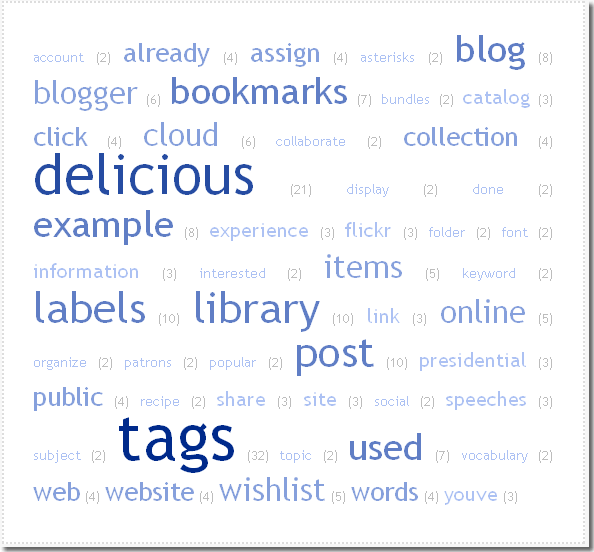 account (2) already (4) assign (4) asterisks (2) blog (8)
blogger (6) bookmarks (7) bundles (2) catalog (3)
click (4) cloud (6) collaborate (2) collection (4)
delicious (21) display (2) done (2)
example (8) experience (3) flickr (3) folder (2) font (2)
information (3) interested (2) items (5) keyword (2)
labels (10) library (10) link (3) online (5)
organize (2) patrons (2) popular (2) post (10) presidential (3)
public (4) recipe (2) share (3) site (3) social (2) speeches (3)
subject (2) tags (32) topic (2) used (7) vocabulary (2)
web (4) website (4) wishlist (5) words (4) youve (3)